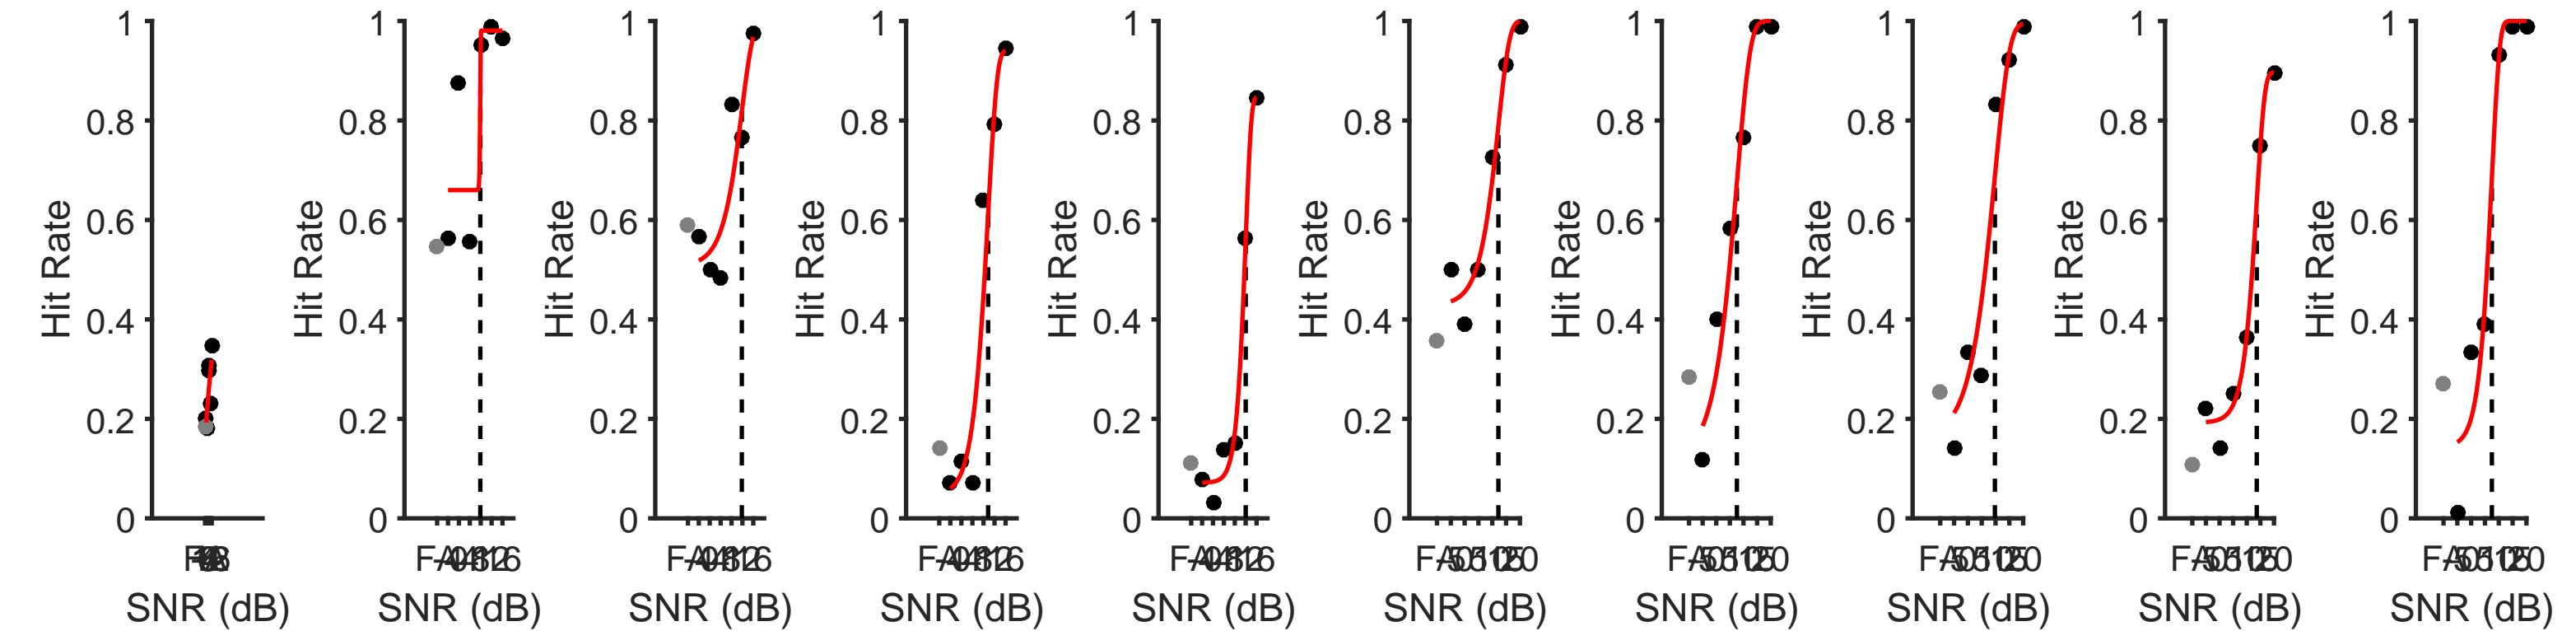 1 1 1 1 1 1 1 1 1 1
0.8 0.8 0.8 0.8 0.8 0.8 0.8 0.8 0.8 0.8
0.6 0.6 0.6 0.6 0.6 0.6 0.6 0.6 0.6 0.6
Hit Rate Hit Rate Hit Rate Hit Rate Hit Rate Hit Rate Hit Rate Hit Rate Hit Rate Hit Rate
0.4 0.4 0.4 0.4 0.4 0.4 0.4 0.4 0.4 0.4
0.2 0.2 0.2 0.2 0.2 0.2 0.2 0.2 0.2 0.2
0 0 0 0 0 0 0 0 0 0
SNR (dB) SNR (dB) SNR (dB) SNR (dB) SNR (dB) SNR (dB) SNR (dB) SNR (dB) SNR (dB) SNR (dB)